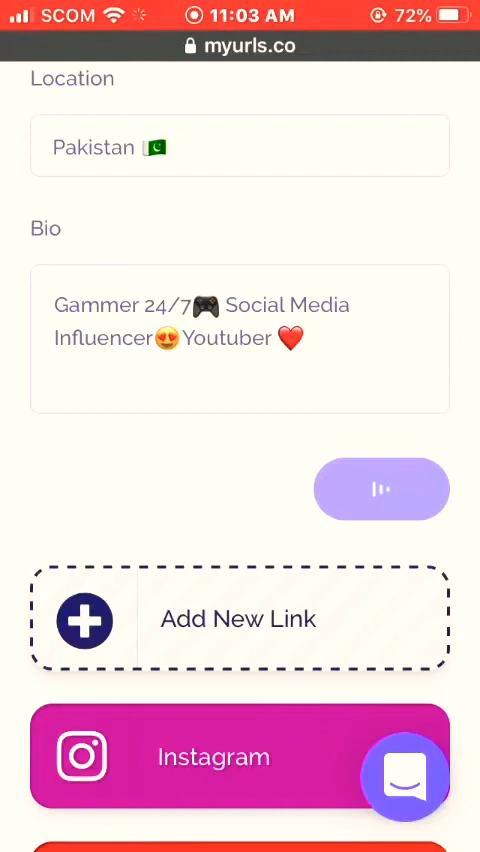 SCOM 11:03 AM 72%
myurls.co
Location
Pakistan 🇵🇰
Bio
Gammer 24/7🎮 Social Media
Influencer😍Youtuber ❤️
Add New Link
Instagram